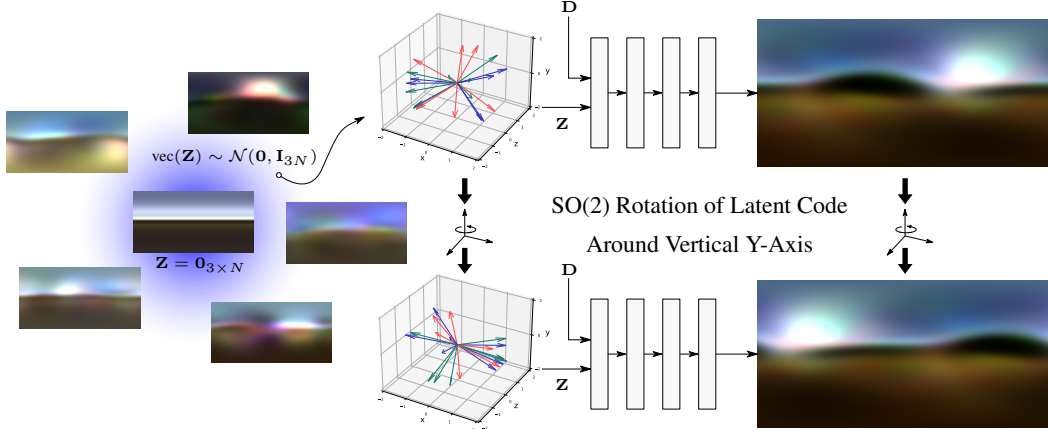 vec(Z) ∼ N(0, I₃N)
Z = 0₃×N
D
Z
x
y
z
SO(2) Rotation of Latent Code
Around Vertical Y-Axis
D
Z
x
y
z